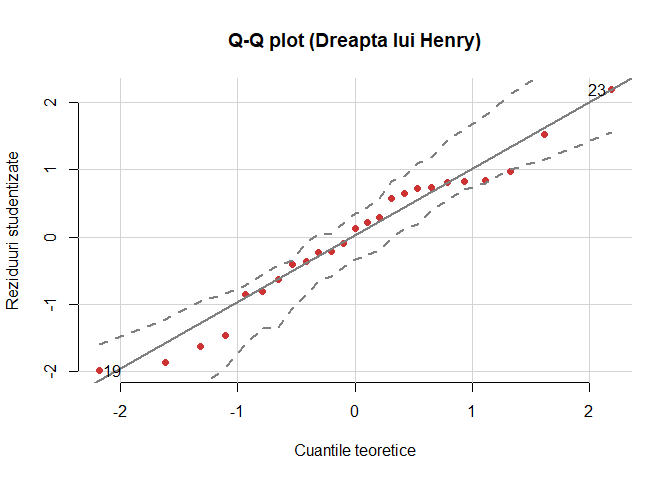 Q-Q plot (Dreapta lui Henry)
2
1
0
-1
-2
Reziduuri studentizate
23
19
-2 -1 0 1 2
Cuantile teoretice